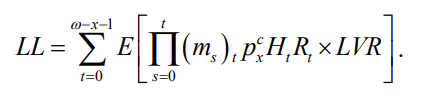 LL = \sum_{t=0}^{\omega-x-1} E\left[ \prod_{s=0}^{t} (m_s)_t p_x^c H_t R_t \times LVR \right].